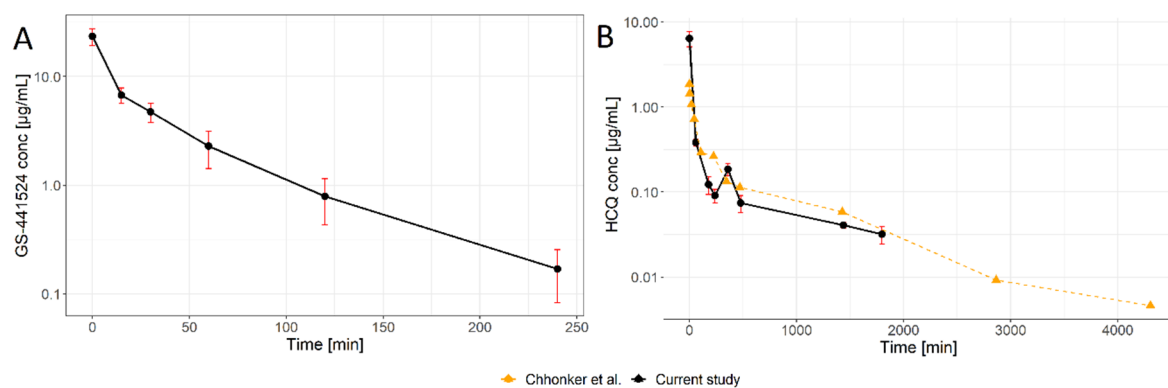 A
GS-441524 conc [µg/mL]
10.0
1.0
0.1
0
50
100
150
200
250
Time [min]
B
HCQ conc [µg/mL]
10.00
1.00
0.10
0.01
0
1000
2000
3000
4000
Time [min]
Chhonker et al.
Current study